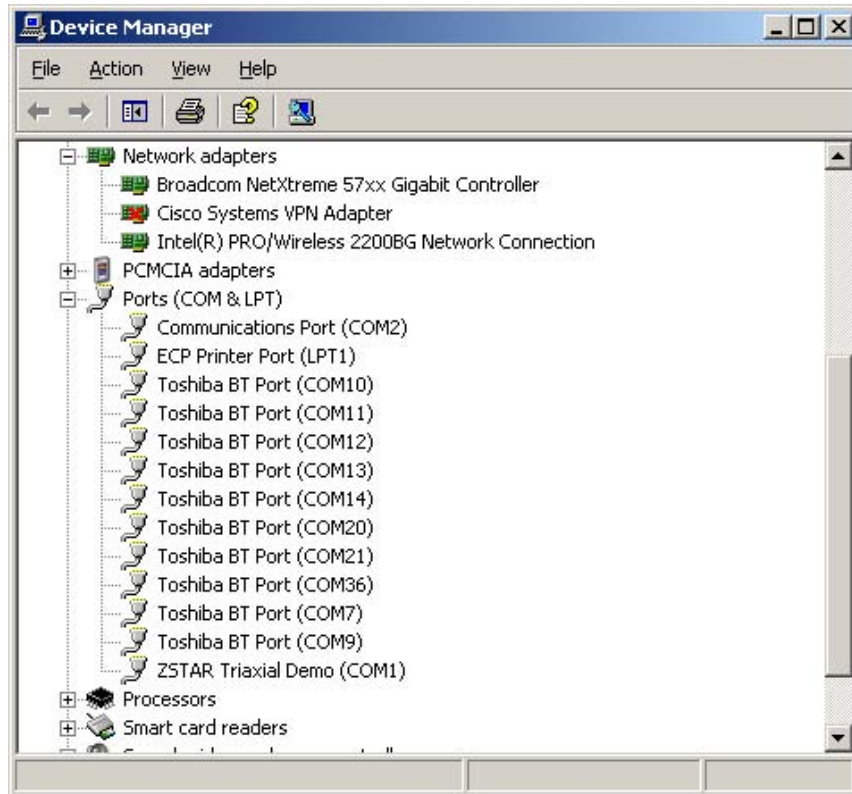 Device Manager
File Action View Help
Network adapters
Broadcom NetXtreme 57xx Gigabit Controller
Cisco Systems VPN Adapter
Intel(R) PRO/Wireless 2200BG Network Connection
PCMCIA adapters
Ports (COM & LPT)
Communications Port (COM2)
ECP Printer Port (LPT1)
Toshiba BT Port (COM10)
Toshiba BT Port (COM11)
Toshiba BT Port (COM12)
Toshiba BT Port (COM13)
Toshiba BT Port (COM14)
Toshiba BT Port (COM20)
Toshiba BT Port (COM21)
Toshiba BT Port (COM36)
Toshiba BT Port (COM7)
Toshiba BT Port (COM9)
ZSTAR Triaxial Demo (COM1)
Processors
Smart card readers